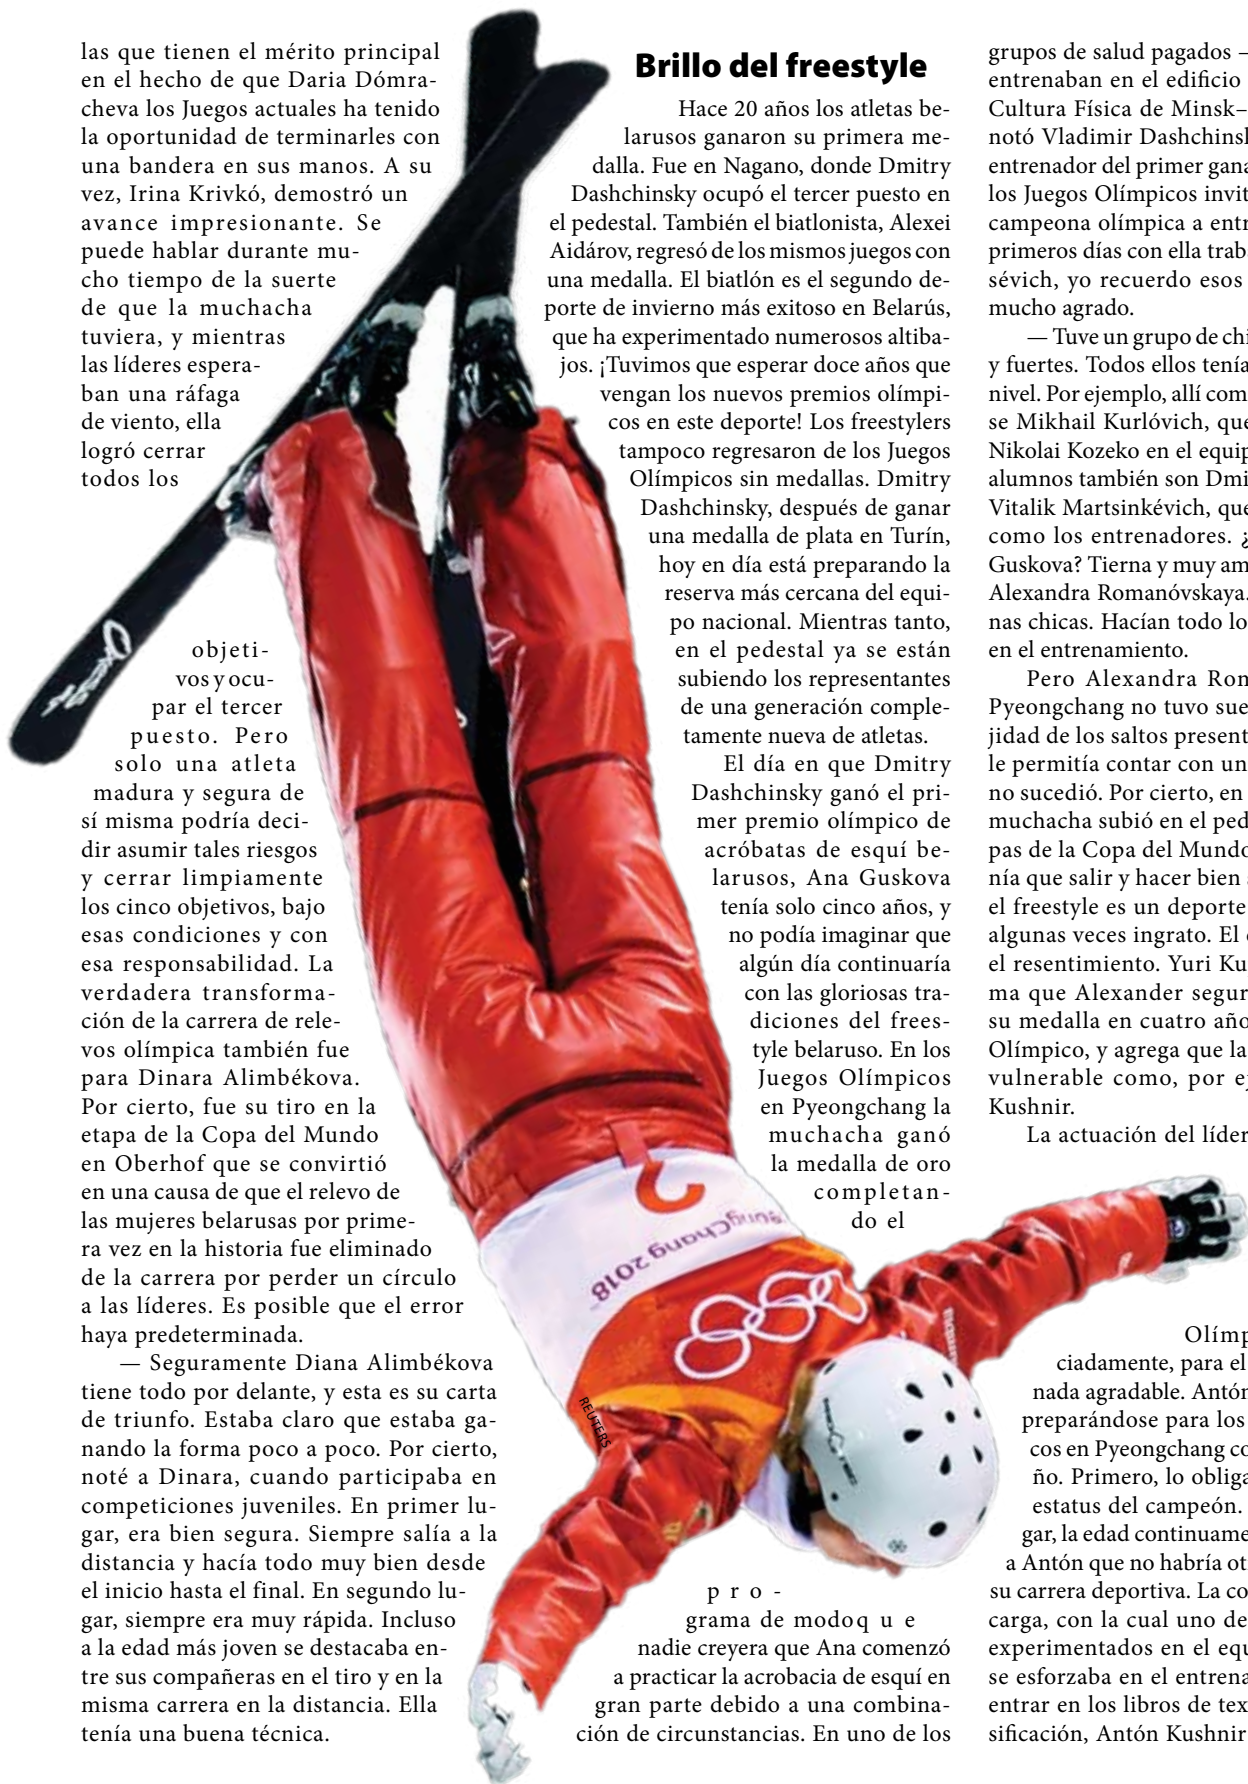 las que tienen el mérito principal
en el hecho de que Daria Dómra-
cheva los Juegos actuales ha tenido
la oportunidad de terminarles con
una bandera en sus manos. A su
vez, Irina Krivkó, demostró un
avance impresionante. Se
puede hablar durante mu-
cho tiempo de la suerte
de que la muchacha
tuviera, y mientras
las líderes espera-
ban una ráfaga
de viento, ella
logró cerrar
todos los
objeti-
vos y ocu-
par el tercer
puesto. Pero
solo una atleta
madura y segura de
sí misma podría deci-
dir asumir tales riesgos
y cerrar limpiamente
los cinco objetivos, bajo
esas condiciones y con
esa responsabilidad. La
verdadera transforma-
ción de la carrera de rele-
vos olímpica también fue
para Dinara Alimbékova.
Por cierto, fue su tiro en la
etapa de la Copa del Mundo
en Oberhof que se convirtió
en una causa de que el relevo de
las mujeres belarusas por prime-
ra vez en la historia fue eliminado
de la carrera por perder un círculo
a las líderes. Es posible que el error
haya predeterminada.
— Seguramente Diana Alimbékova
tiene todo por delante, y esta es su carta
de triunfo. Estaba claro que estaba ga-
nando la forma poco a poco. Por cierto,
noté a Dinara, cuando participaba en
competiciones juveniles. En primer lu-
gar, era bien segura. Siempre salía a la
distancia y hacía todo muy bien desde
el inicio hasta el final. En segundo lu-
gar, siempre era muy rápida. Incluso
a la edad más joven se destacaba en-
tre sus compañeras en el tiro y en la
misma carrera en la distancia. Ella
tenía una buena técnica.
Brillo del freestyle
Hace 20 años los atletas be-
larusos ganaron su primera me-
dalla. Fue en Nagano, donde Dmitry
Dashchinsky ocupó el tercer puesto en
el pedestal. También el biatlonista, Alexei
Aidárov, regresó de los mismos juegos con
una medalla. El biatlón es el segundo de-
porte de invierno más exitoso en Belarús,
que ha experimentado numerosos altiba-
jos. ¡Tuvimos que esperar doce años que
vengan los nuevos premios olímpi-
cos en este deporte! Los freestylers
tampoco regresaron de los Juegos
Olímpicos sin medallas. Dmitry
Dashchinsky, después de ganar
una medalla de plata en Turín,
hoy en día está preparando la
reserva más cercana del equi-
po nacional. Mientras tanto,
en el pedestal ya se están
subiendo los representantes
de una generación comple-
tamente nueva de atletas.
El día en que Dmitry
Dashchinsky ganó el pri-
mer premio olímpico de
acróbatas de esquí be-
larusos, Ana Guskova
tenía solo cinco años, y
no podía imaginar que
algún día continuaría
con las gloriosas tra-
diciones del frees-
tyle belaruso. En los
Juegos Olímpicos
en Pyeongchang la
muchacha ganó
la medalla de oro
completan-
do el
p r o -
grama de modoq u e
nadie creyera que Ana comenzó
a practicar la acrobacia de esquí en
gran parte debido a una combina-
ción de circunstancias. En uno de los
grupos de salud pagados –
entrenaban en el edificio
Cultura Física de Minsk–
notó Vladimir Dashchins
entrenador del primer gana
los Juegos Olímpicos invit
campeona olímpica a entr
primeros días con ella traba
sévich, yo recuerdo esos
mucho agrado.
— Tuve un grupo de chi
y fuertes. Todos ellos tenía
nivel. Por ejemplo, allí com
se Mikhail Kurlóvich, que
Nikolai Kozeko en el equip
alumnos también son Dmi
Vitalik Martsinkévich, que
como los entrenadores. ¿
Guskova? Tierna y muy am
Alexandra Romanóvskaya.
nas chicas. Hacían todo lo
en el entrenamiento.
Pero Alexandra Rom
Pyeongchang no tuvo sue
jidad de los saltos present
le permitía contar con un
no sucedió. Por cierto, en
muchacha subió en el ped
pas de la Copa del Mundo
nía que salir y hacer bien
el freestyle es un deporte
algunas veces ingrato. El
el resentimiento. Yuri Ku
ma que Alexander segur
su medalla en cuatro año
Olímpico, y agrega que la
vulnerable como, por ej
Kushnir.
La actuación del líder
Olímp
ciadamente, para el
nada agradable. Antón
preparándose para los
cos en Pyeongchang co
ño. Primero, lo obliga
estatus del campeón.
gar, la edad continuame
a Antón que no habría ot
su carrera deportiva. La co
carga, con la cual uno de
experimentados en el equ
se esforzaba en el entrena
entrar en los libros de tex
sificación, Antón Kushnir
2
ongChang 2018
REUTERS